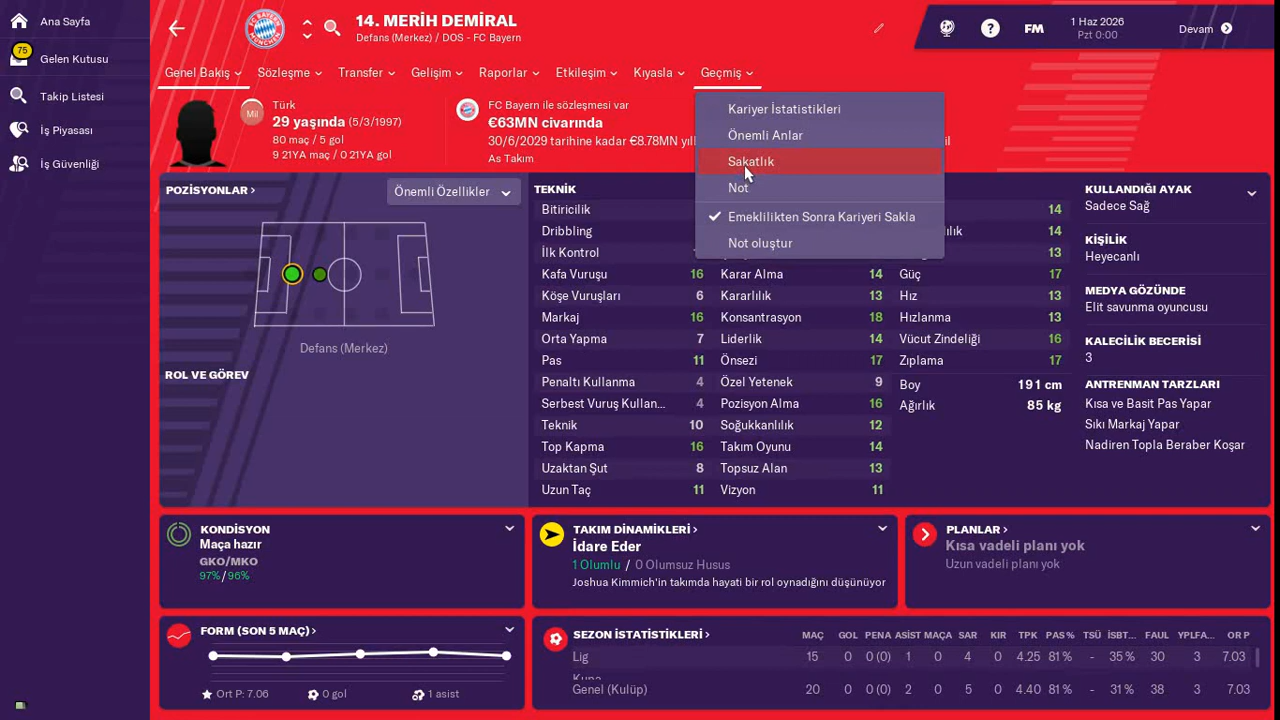 Ana Sayfa
75
Gelen Kutusu
Takip Listesi
İş Piyasası
İş Güvenliği
14. MERİH DEMİRAL
Defans (Merkez) / DOS - FC Bayern
FM
1 Haz 2026
Pzt 0:00
Devam
Genel Bakış
Sözleşme
Transfer
Gelişim
Raporlar
Etkileşim
Kıyasla
Geçmiş
Mil
Türk
29 yaşında (5/3/1997)
80 maç / 5 gol
9 21YA maç / 0 21YA gol
FC Bayern ile sözleşmesi var
€63MN civarında
30/6/2029 tarihine kadar €8.78MN
As Takım
Kariyer İstatistikleri
Önemli Anlar
Sakatlık
Not
Emeklilikten Sonra Kariyeri Sakla
Not oluştur
POZİSYONLAR
Önemli Özellikler
Defans (Merkez)
ROL VE GÖREV
TEKNİK
Bitiricilik
Dribbling
İlk Kontrol
Kafa Vuruşu 16
Köşe Vuruşları 6
Markaj 16
Orta Yapma 7
Pas 11
Penaltı Kullanma 4
Serbest Vuruş Kullan... 4
Teknik 10
Top Kapma 16
Uzaktan Şut 8
Uzun Taç 11
Karar Alma 14
Kararlılık 13
Konsantrasyon 18
Liderlik 14
Önsezi 17
Özel Yetenek 9
Pozisyon Alma 16
Soğukkanlılık 12
Takım Oyunu 14
Topsuz Alan 13
Vizyon 11
14
14
Güç 17
Hız 13
Hızlanma 13
Vücut Zindeliği 16
Zıplama 17
Boy 191 cm
Ağırlık 85 kg
KULLANDIĞI AYAK
Sadece Sağ
KİŞİLİK
Heyecanlı
MEDYA GÖZÜNDE
Elit savunma oyuncusu
KALECİLİK BECERİSİ
3
ANTRENMAN TARZLARI
Kısa ve Basit Pas Yapar
Sıkı Markaj Yapar
Nadiren Topla Beraber Koşar
KONDİSYON
Maça hazır
GKO/MKO
97% / 96%
TAKIM DİNAMİKLERİ
İdare Eder
1 Olumlu / 0 Olumsuz Husus
Joshua Kimmich'in takımda hayati bir rol oynadığını düşünüyor
PLANLAR
Kısa vadeli planı yok
Uzun vadeli planı yok
FORM (SON 5 MAÇ)
Ort P: 7.06
0 gol
1 asist
SEZON İSTATİSTİKLERİ
MAÇ GOL PENA ASİST MAÇA SAR KIR TPK PAS % TSÜ İSBT... FAUL YPLFA... OR P
Lig 15 0 0 (0) 1 0 4 0 4.25 81 % - 35 % 30 3 7.03
Kupa
Genel (Kulüp) 20 0 0 (0) 2 0 5 0 4.40 81 % - 31 % 38 3 7.03